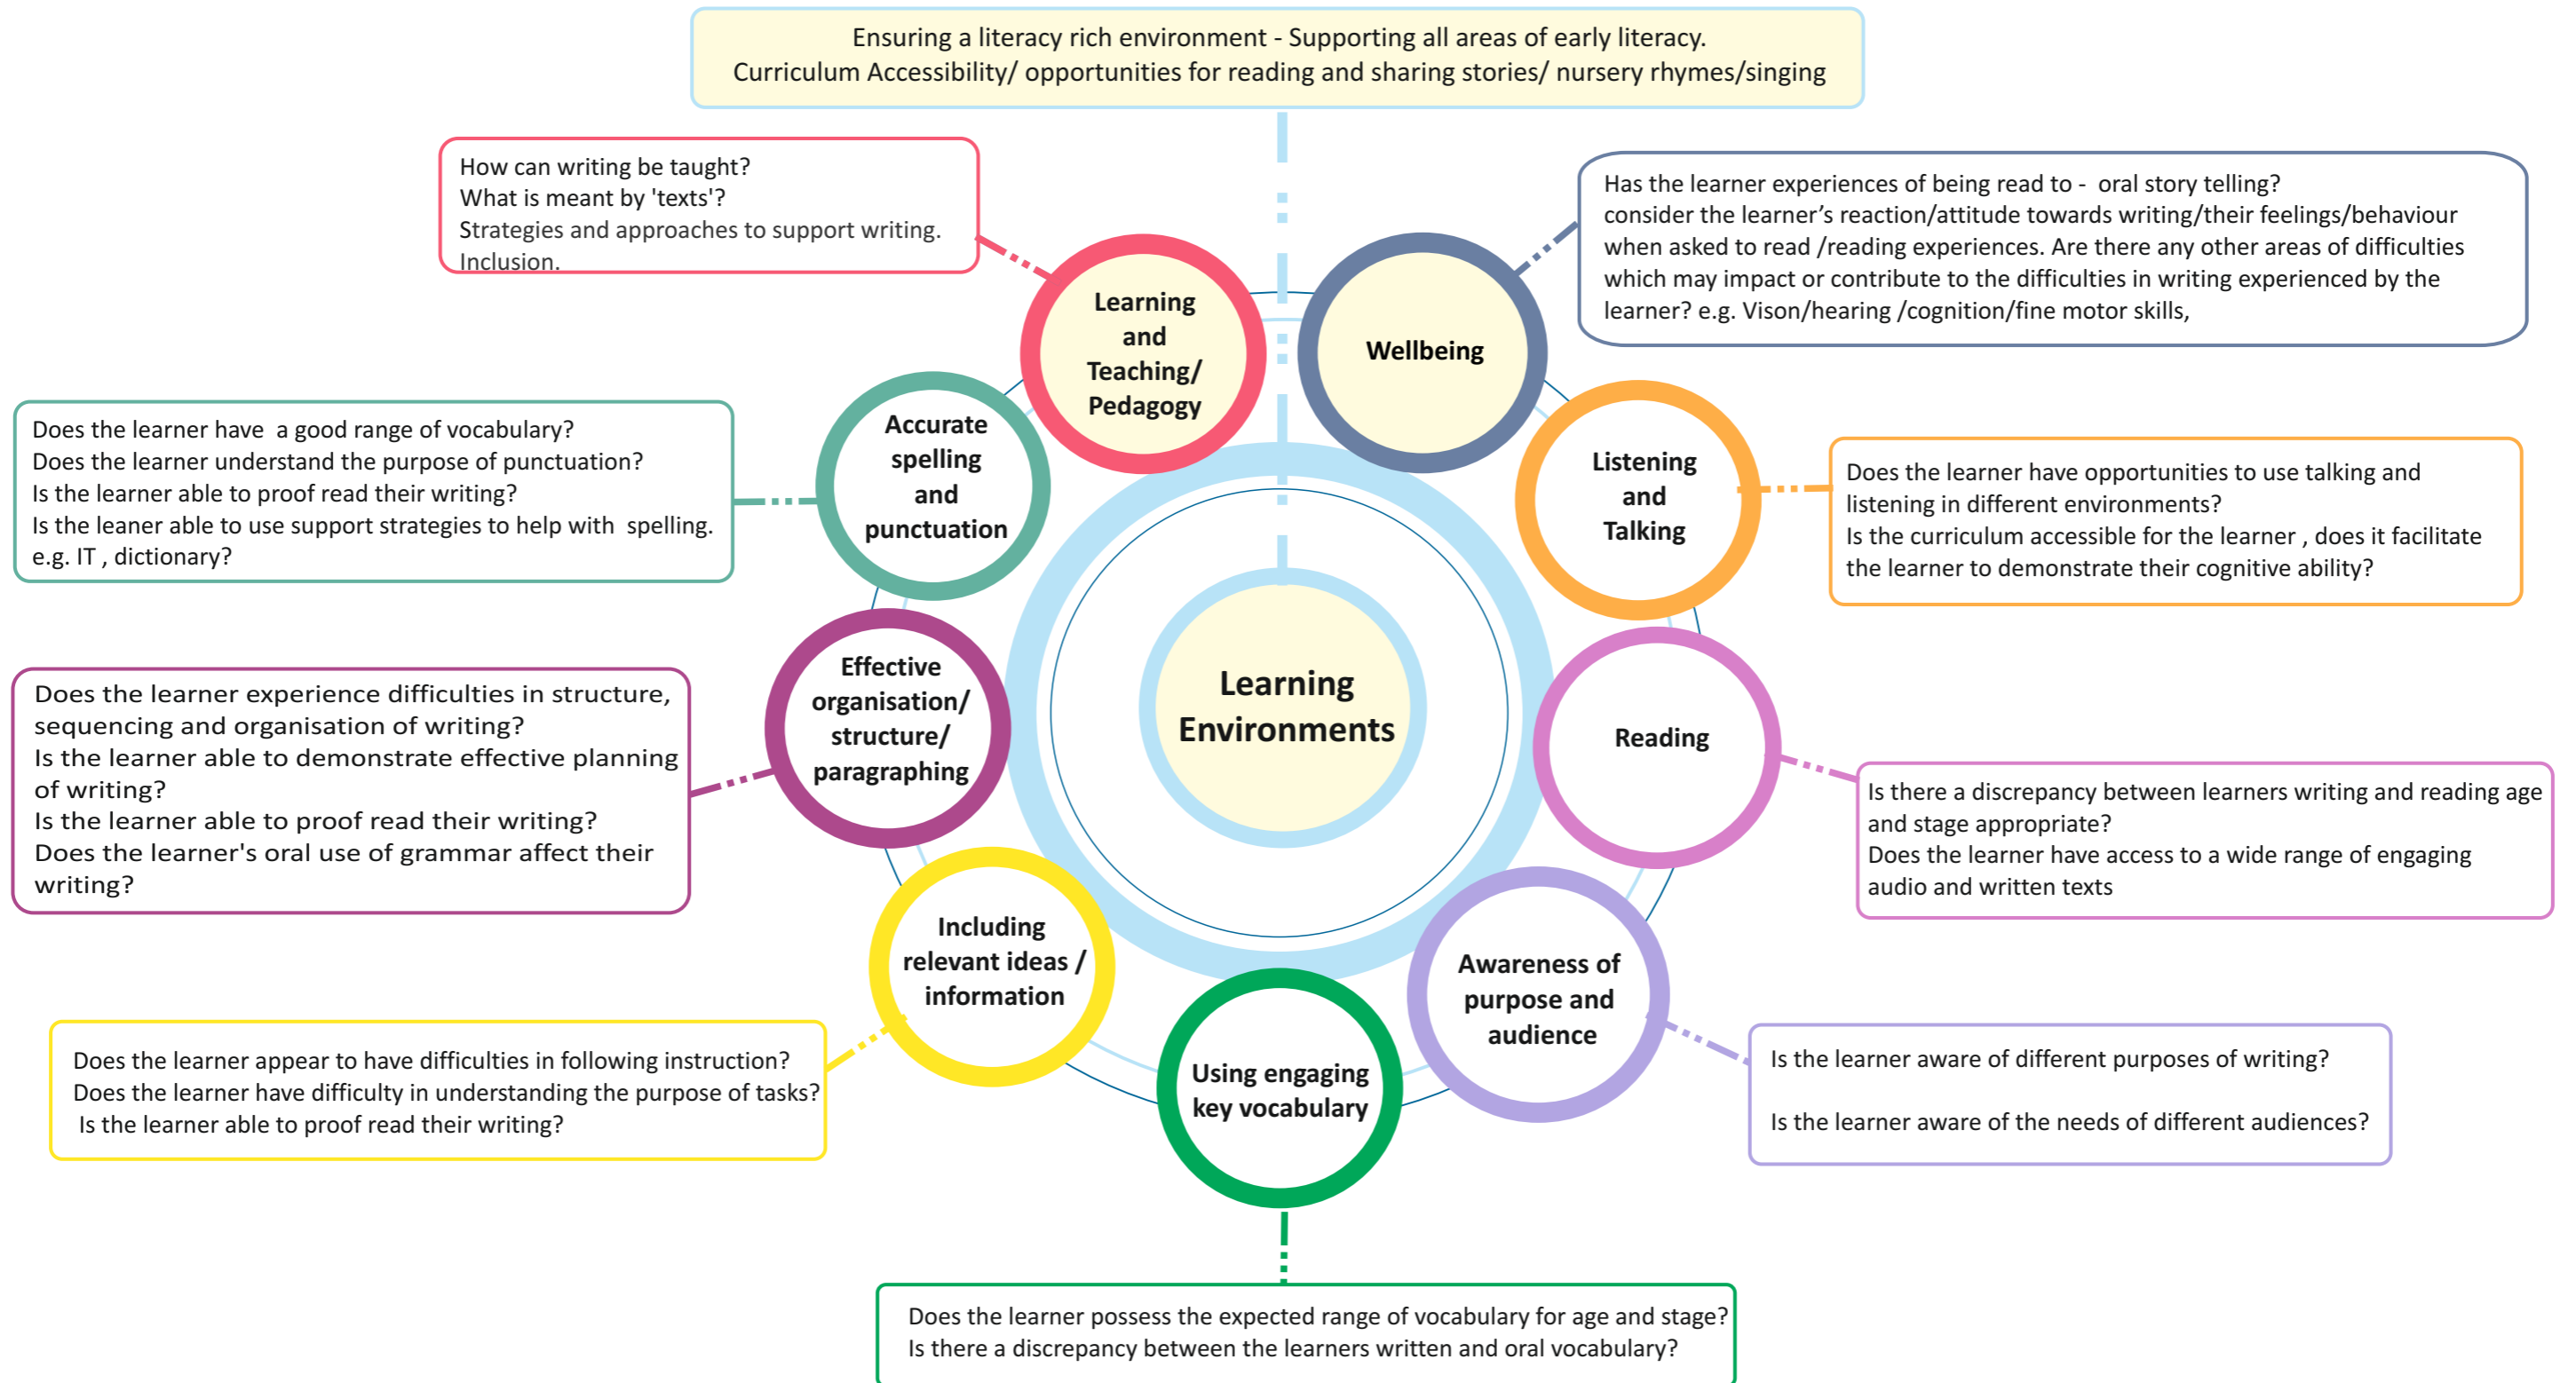 Ensuring a literacy rich environment - Supporting all areas of early literacy.
Curriculum Accessibility/ opportunities for reading and sharing stories/ nursery rhymes/singing
How can writing be taught?
What is meant by 'texts'?
Strategies and approaches to support writing.
Inclusion.
Has the learner experiences of being read to - oral story telling?
consider the learner’s reaction/attitude towards writing/their feelings/behaviour
when asked to read /reading experiences. Are there any other areas of difficulties
which may impact or contribute to the difficulties in writing experienced by the
learner? e.g. Vison/hearing /cognition/fine motor skills,
Learning
and
Teaching/
Pedagogy
Wellbeing
Accurate
spelling
and
punctuation
Does the learner have a good range of vocabulary?
Does the learner understand the purpose of punctuation?
Is the learner able to proof read their writing?
Is the leaner able to use support strategies to help with spelling.
e.g. IT , dictionary?
Listening
and
Talking
Does the learner have opportunities to use talking and
listening in different environments?
Is the curriculum accessible for the learner , does it facilitate
the learner to demonstrate their cognitive ability?
Effective
organisation/
structure/
paragraphing
Does the learner experience difficulties in structure,
sequencing and organisation of writing?
Is the learner able to demonstrate effective planning
of writing?
Is the learner able to proof read their writing?
Does the learner's oral use of grammar affect their
writing?
Learning
Environments
Reading
Is there a discrepancy between learners writing and reading age
and stage appropriate?
Does the learner have access to a wide range of engaging
audio and written texts
Including
relevant ideas /
information
Does the learner appear to have difficulties in following instruction?
Does the learner have difficulty in understanding the purpose of tasks?
Is the learner able to proof read their writing?
Awareness of
purpose and
audience
Is the learner aware of different purposes of writing?
Is the learner aware of the needs of different audiences?
Using engaging
key vocabulary
Does the learner possess the expected range of vocabulary for age and stage?
Is there a discrepancy between the learners written and oral vocabulary?